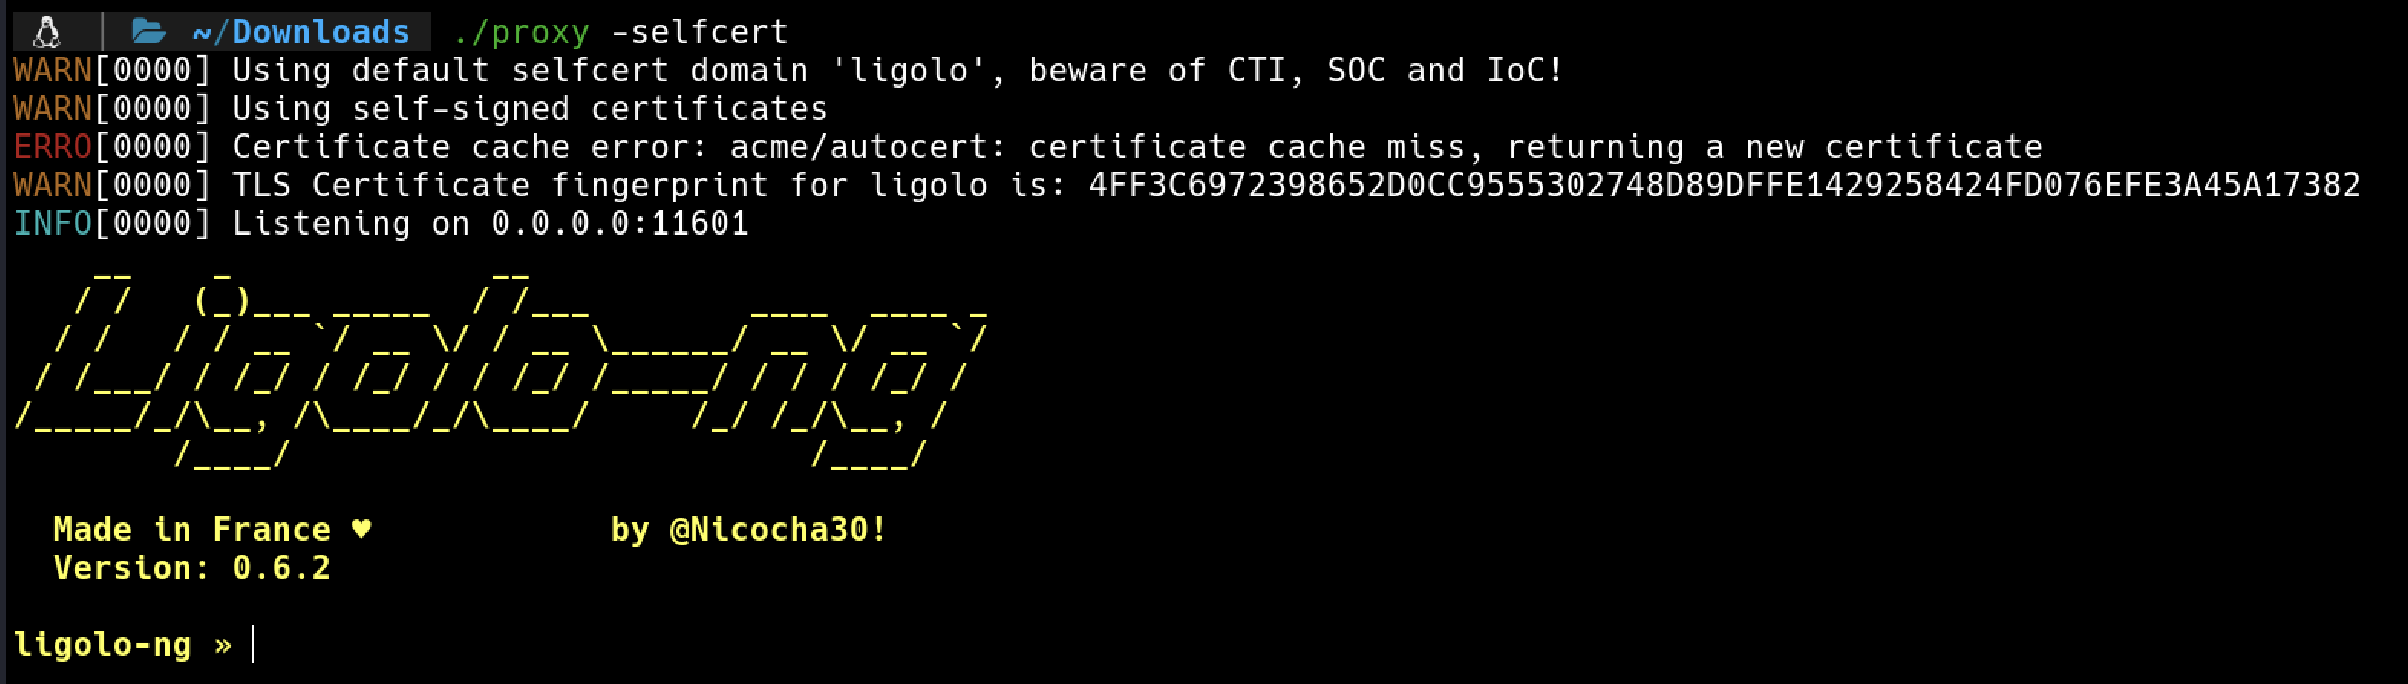 ~/Downloads ./proxy -selfcert
WARN[0000] Using default selfcert domain 'ligolo', beware of CTI, SOC and IoC!
WARN[0000] Using self-signed certificates
ERRO[0000] Certificate cache error: acme/autocert: certificate cache miss, returning a new certificate
WARN[0000] TLS Certificate fingerprint for ligolo is: 4FF3C6972398652D0CC9555302748D89DFFE1429258424FD076EFE3A45A17382
INFO[0000] Listening on 0.0.0.0:11601
Ligolo-ng
Made in France ♥ by @Nicocha30!
Version: 0.6.2
ligolo-ng »